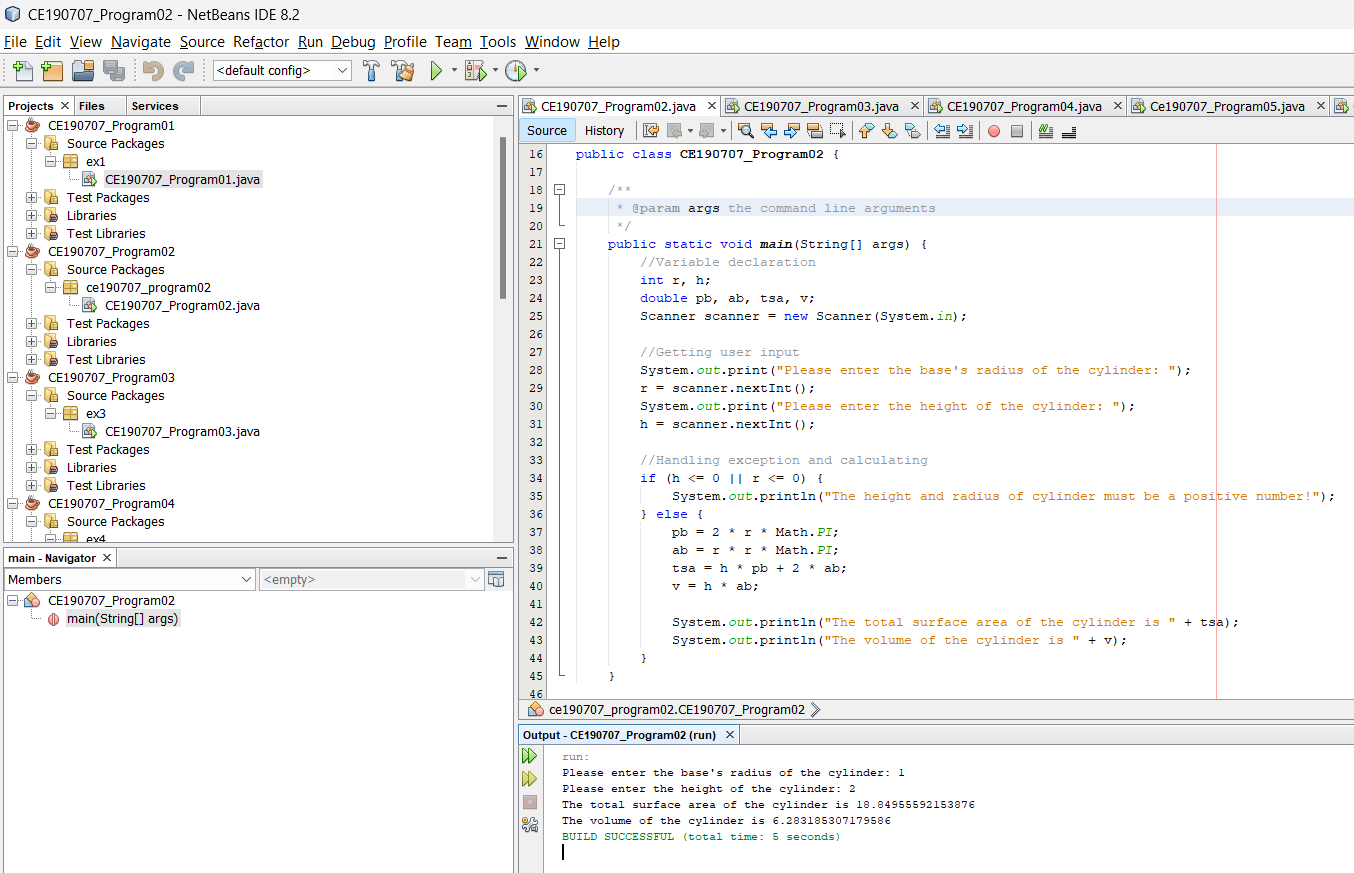 CE190707_Program02 - NetBeans IDE 8.2
File Edit View Navigate Source Refactor Run Debug Profile Team Tools Window Help
<default config>
Projects Files Services
CE190707_Program01
Source Packages
ex1
CE190707_Program01.java
Test Packages
Libraries
Test Libraries
CE190707_Program02
Source Packages
ce190707_program02
CE190707_Program02.java
Test Packages
Libraries
Test Libraries
CE190707_Program03
Source Packages
ex3
CE190707_Program03.java
Test Packages
Libraries
Test Libraries
CE190707_Program04
Source Packages
ex4
main - Navigator
Members <empty>
CE190707_Program02
main(String[] args)
CE190707_Program02.java CE190707_Program03.java CE190707_Program04.java Ce190707_Program05.java
Source History
16 public class CE190707_Program02 {
17
18 /**
19 * @param args the command line arguments
20 */
21 public static void main(String[] args) {
22 //Variable declaration
23 int r, h;
24 double pb, ab, tsa, v;
25 Scanner scanner = new Scanner(System.in);
26
27 //Getting user input
28 System.out.print("Please enter the base's radius of the cylinder: ");
29 r = scanner.nextInt();
30 System.out.print("Please enter the height of the cylinder: ");
31 h = scanner.nextInt();
32
33 //Handling exception and calculating
34 if (h <= 0 || r <= 0) {
35 System.out.println("The height and radius of cylinder must be a positive number!");
36 } else {
37 pb = 2 * r * Math.PI;
38 ab = r * r * Math.PI;
39 tsa = h * pb + 2 * ab;
40 v = h * ab;
41
42 System.out.println("The total surface area of the cylinder is " + tsa);
43 System.out.println("The volume of the cylinder is " + v);
44 }
45 }
46
ce190707_program02.CE190707_Program02
Output - CE190707_Program02 (run)
run:
Please enter the base's radius of the cylinder: 1
Please enter the height of the cylinder: 2
The total surface area of the cylinder is 18.84955592153876
The volume of the cylinder is 6.283185307179586
BUILD SUCCESSFUL (total time: 5 seconds)